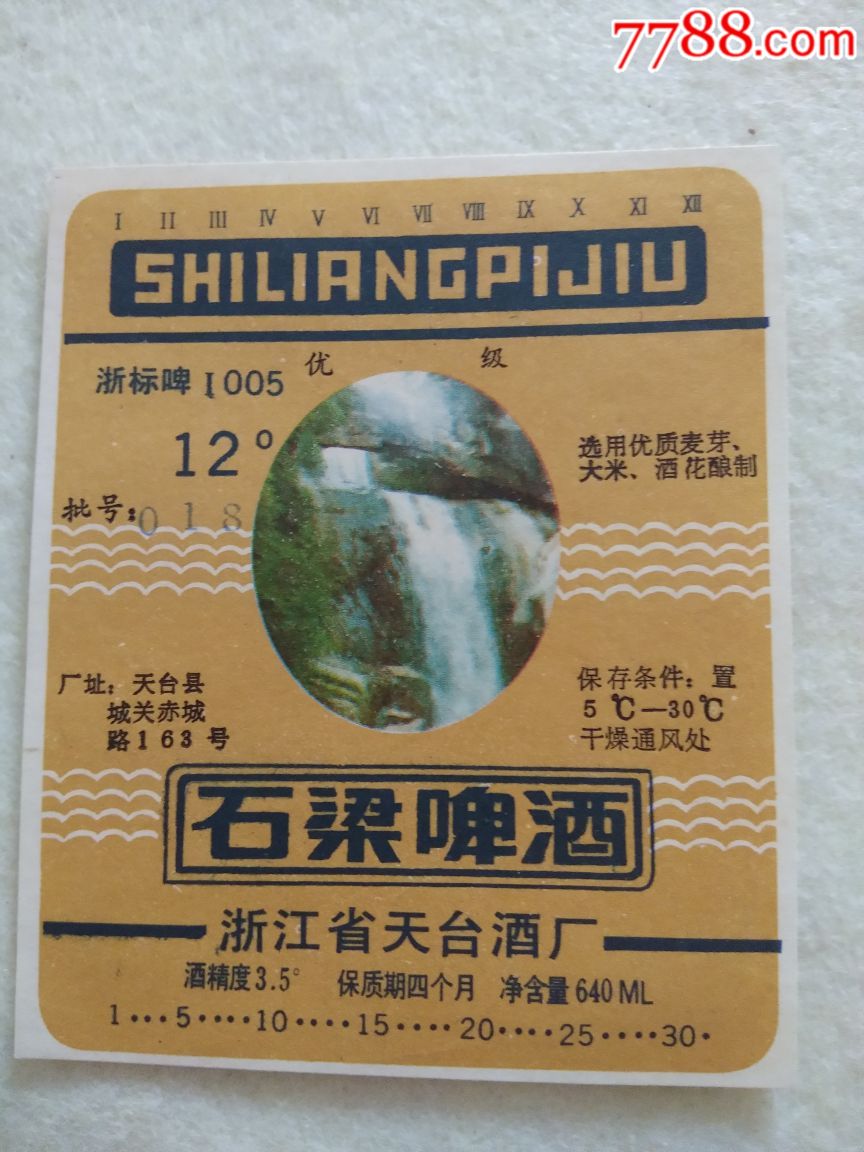 7788.com
I II III IV V VI VII VIII IX X XI XII
SHILIANGPIJIU
优 级
浙标啤 I 005
12°
批号:018
选用优质麦芽、
大米、酒花酿制
厂址：天台县
城关赤城
路163号
保存条件：置
5℃—30℃
干燥通风处
石梁啤酒
浙江省天台酒厂
酒精度3.5° 保质期四个月 净含量640ML
1···5····10····15····20····25····30·